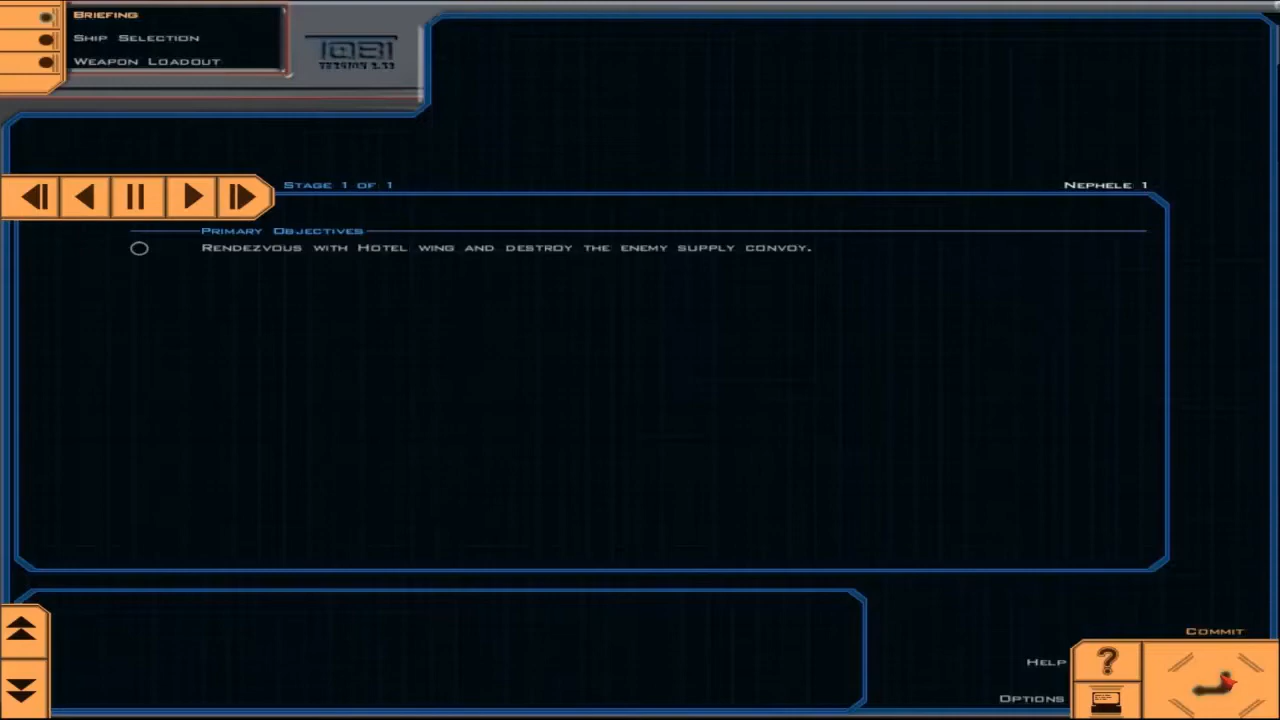 Briefing
Ship Selection
Weapon Loadout
Stage 1 of 1
Nephele 1
Primary Objectives
Rendezvous with Hotel wing and destroy the enemy supply convoy.
Commit
Help
?
Options